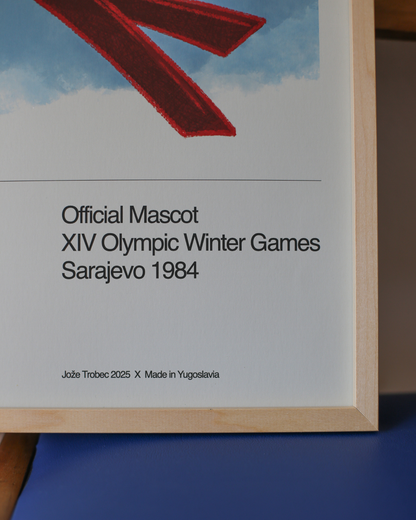 Official Mascot
XIV Olympic Winter Games
Sarajevo 1984
Jože Trobec 2025 X Made in Yugoslavia